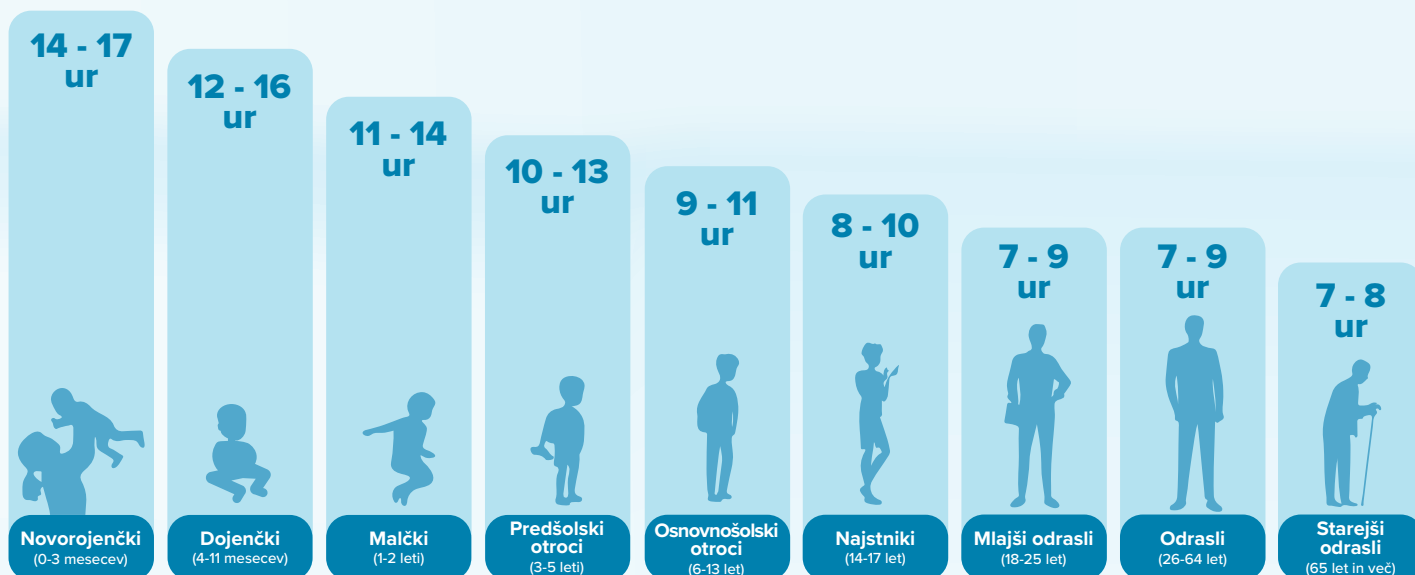 14 - 17
ur
12 - 16
ur
11 - 14
ur
10 - 13
ur
9 - 11
ur
8 - 10
ur
7 - 9
ur
7 - 9
ur
7 - 8
ur
Novorojenčki
(0-3 mesecev)
Dojenčki
(4-11 mesecev)
Malčki
(1-2 leti)
Predšolski
otroci
(3-5 leti)
Osnovnošolski
otroci
(6-13 let)
Najstniki
(14-17 let)
Mlajši odrasli
(18-25 let)
Odrasli
(26-64 let)
Starejši
odrasli
(65 let in več)